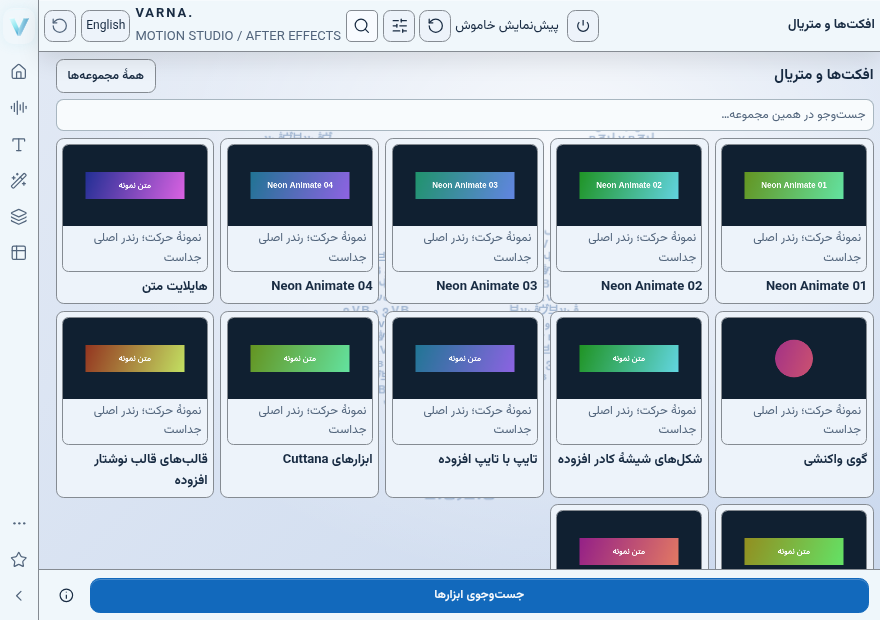 افکت‌ها و متریال
پیش‌نمایش خاموش
VARNA.
MOTION STUDIO / AFTER EFFECTS
English
افکت‌ها و متریال
همهٔ مجموعه‌ها
جست‌وجو در همین مجموعه…
Neon Animate 01
نمونهٔ حرکت؛ رندر اصلی
جداست
Neon Animate 01
Neon Animate 02
نمونهٔ حرکت؛ رندر اصلی
جداست
Neon Animate 02
Neon Animate 03
نمونهٔ حرکت؛ رندر اصلی
جداست
Neon Animate 03
Neon Animate 04
نمونهٔ حرکت؛ رندر اصلی
جداست
Neon Animate 04
متن نمونه
نمونهٔ حرکت؛ رندر اصلی
جداست
هایلایت متن
نمونهٔ حرکت؛ رندر اصلی
جداست
گوی واکنشی
متن نمونه
نمونهٔ حرکت؛ رندر اصلی
جداست
شکل‌های شیشهٔ کادر افزوده
متن نمونه
نمونهٔ حرکت؛ رندر اصلی
جداست
تایپ با تایپ افزوده
متن نمونه
نمونهٔ حرکت؛ رندر اصلی
جداست
ابزارهای Cuttana
متن نمونه
نمونهٔ حرکت؛ رندر اصلی
جداست
قالب‌های قالب نوشتار
افزوده
متن نمونه
متن نمونه
جست‌وجوی ابزارها